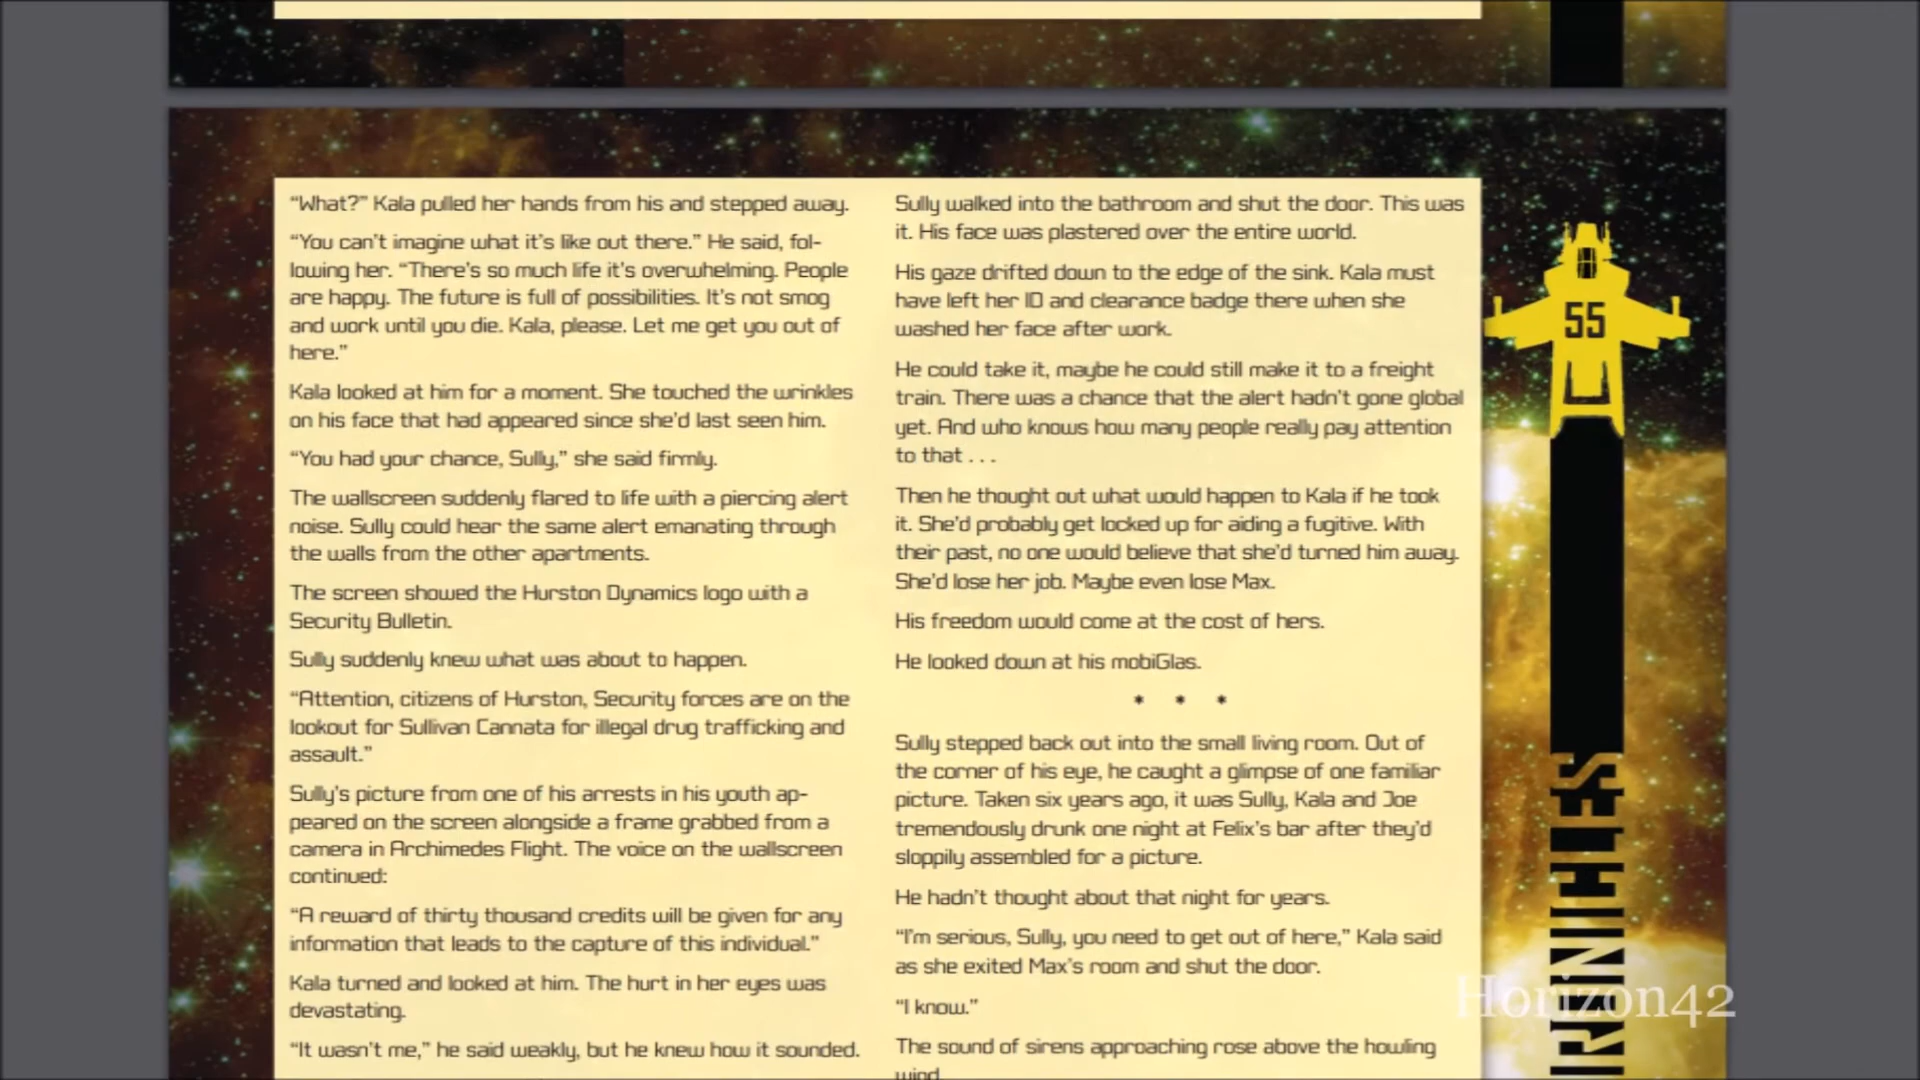 “What?” Kala pulled her hands from his and stepped away.
“You can’t imagine what it’s like out there.” He said, fol-
lowing her. “There’s so much life it’s overwhelming. People
are happy. The future is full of possibilities. It’s not smog
and work until you die. Kala, please. Let me get you out of
here.”
Kala looked at him for a moment. She touched the wrinkles
on his face that had appeared since she’d last seen him.
“You had your chance, Sully,” she said firmly.
The wallscreen suddenly flared to life with a piercing alert
noise. Sully could hear the same alert emanating through
the walls from the other apartments.
The screen showed the Hurston Dynamics logo with a
Security Bulletin.
Sully suddenly knew what was about to happen.
“Attention, citizens of Hurston, Security forces are on the
lookout for Sullivan Cannata for illegal drug trafficking and
assault.”
Sully’s picture from one of his arrests in his youth ap-
peared on the screen alongside a frame grabbed from a
camera in Archimedes Flight. The voice on the wallscreen
continued:
“A reward of thirty thousand credits will be given for any
information that leads to the capture of this individual.”
Kala turned and looked at him. The hurt in her eyes was
devastating.
“It wasn’t me,” he said weakly, but he knew how it sounded.
Sully walked into the bathroom and shut the door. This was
it. His face was plastered over the entire world.
His gaze drifted down to the edge of the sink. Kala must
have left her ID and clearance badge there when she
washed her face after work.
He could take it, maybe he could still make it to a freight
train. There was a chance that the alert hadn’t gone global
yet. And who knows how many people really pay attention
to that . . .
Then he thought out what would happen to Kala if he took
it. She’d probably get locked up for aiding a fugitive. With
their past, no one would believe that she’d turned him away.
She’d lose her job. Maybe even lose Max.
His freedom would come at the cost of hers.
He looked down at his mobiGlas.
* * *
Sully stepped back out into the small living room. Out of
the corner of his eye, he caught a glimpse of one familiar
picture. Taken six years ago, it was Sully, Kala and Joe
tremendously drunk one night at Felix’s bar after they’d
sloppily assembled for a picture.
He hadn’t thought about that night for years.
“I’m serious, Sully, you need to get out of here,” Kala said
as she exited Max’s room and shut the door.
“I know.”
The sound of sirens approaching rose above the howling
wind.
55
RONICLES
Horizon42